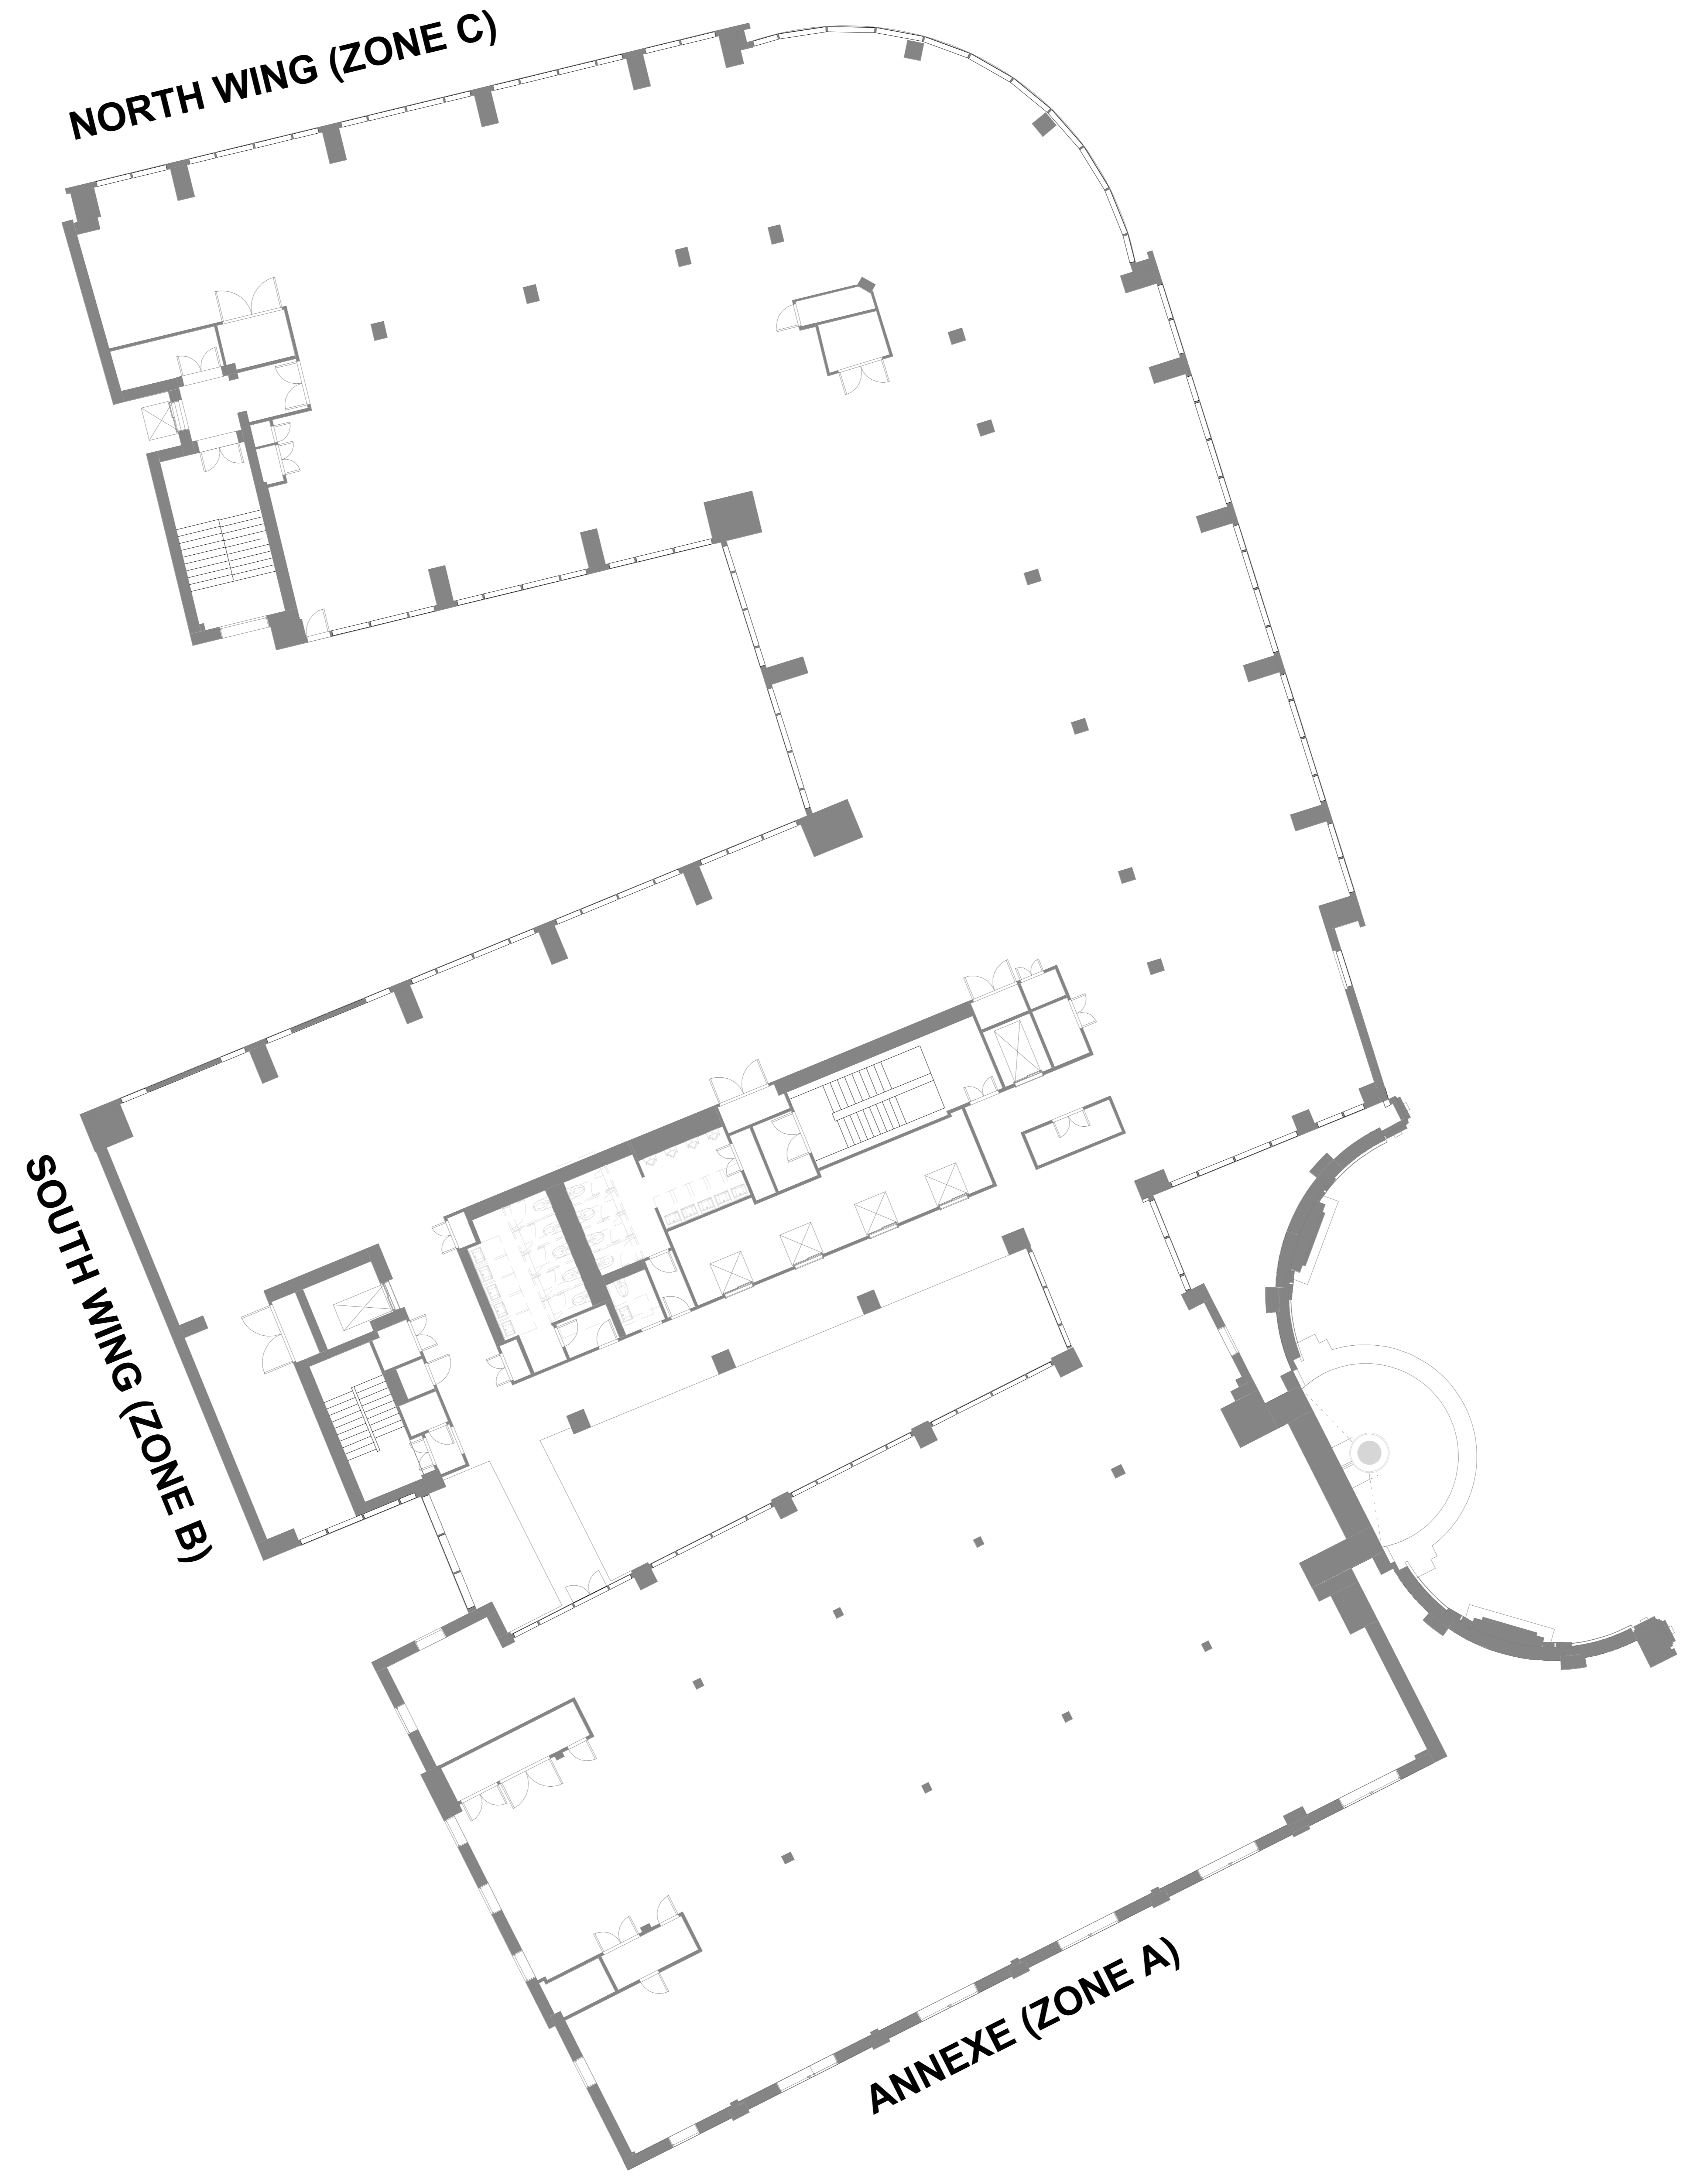 NORTH WING (ZONE C)
SOUTH WING (ZONE B)
ANNEXE (ZONE A)